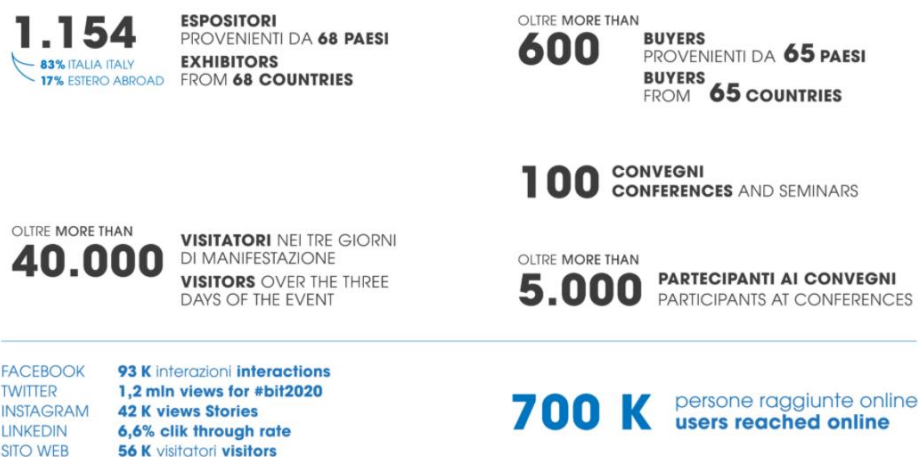 1.154
83% ITALIA ITALY
17% ESTERO ABROAD
ESPOSITORI
PROVENIENTI DA 68 PAESI
EXHIBITORS
FROM 68 COUNTRIES
OLTRE MORE THAN
600
BUYERS
PROVENIENTI DA 65 PAESI
BUYERS
FROM 65 COUNTRIES
100
CONVEGNI
CONFERENCES AND SEMINARS
OLTRE MORE THAN
40.000
VISITATORI NEI TRE GIORNI
DI MANIFESTAZIONE
VISITORS OVER THE THREE
DAYS OF THE EVENT
OLTRE MORE THAN
5.000
PARTECIPANTI AI CONVEGNI
PARTICIPANTS AT CONFERENCES
FACEBOOK 93 K interazioni interactions
TWITTER 1,2 mln views for #bit2020
INSTAGRAM 42 K views Stories
LINKEDIN 6,6% clik through rate
SITO WEB 56 K visitatori visitors
700 K
persone raggiunte online
users reached online